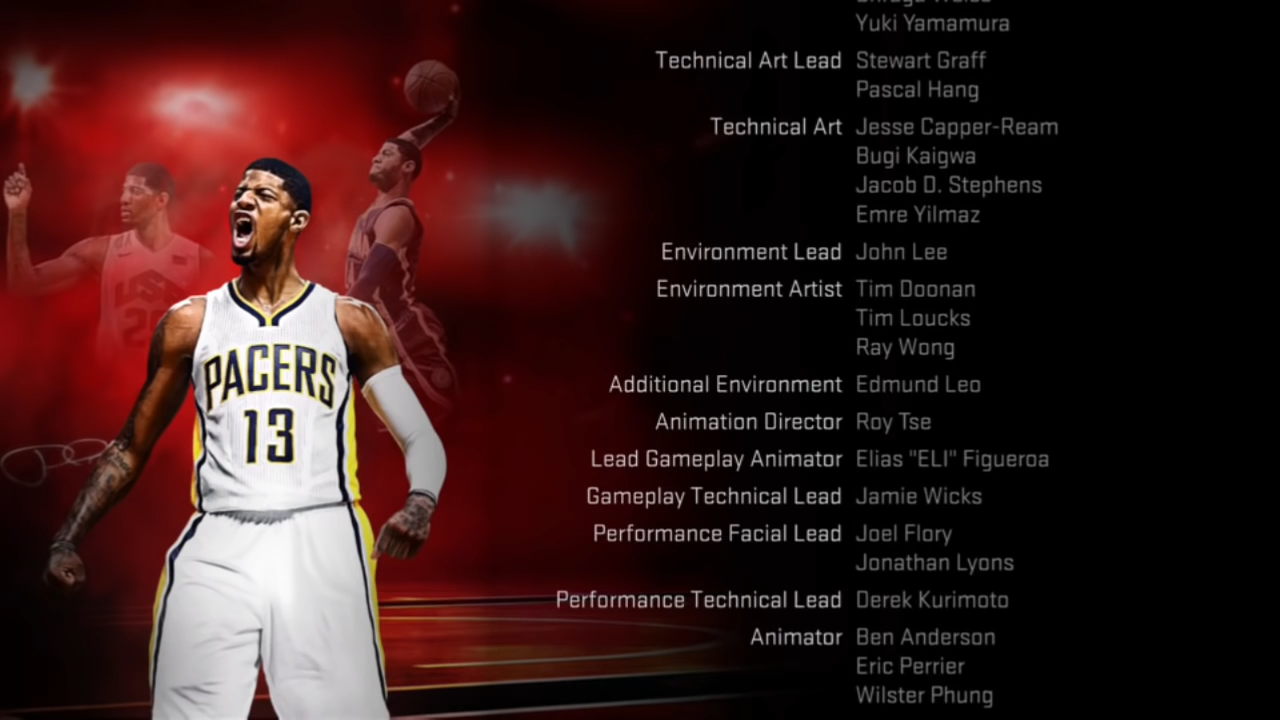 Yuki Yamamura
Technical Art Lead Stewart Graff
Pascal Hang
Technical Art Jesse Capper-Ream
Bugi Kaigwa
Jacob D. Stephens
Emre Yilmaz
Environment Lead John Lee
Environment Artist Tim Doonan
Tim Loucks
Ray Wong
Additional Environment Edmund Leo
Animation Director Roy Tse
Lead Gameplay Animator Elias "ELI" Figueroa
Gameplay Technical Lead Jamie Wicks
Performance Facial Lead Joel Flory
Jonathan Lyons
Performance Technical Lead Derek Kurimoto
Animator Ben Anderson
Eric Perrier
Wilster Phung
PACERS
13